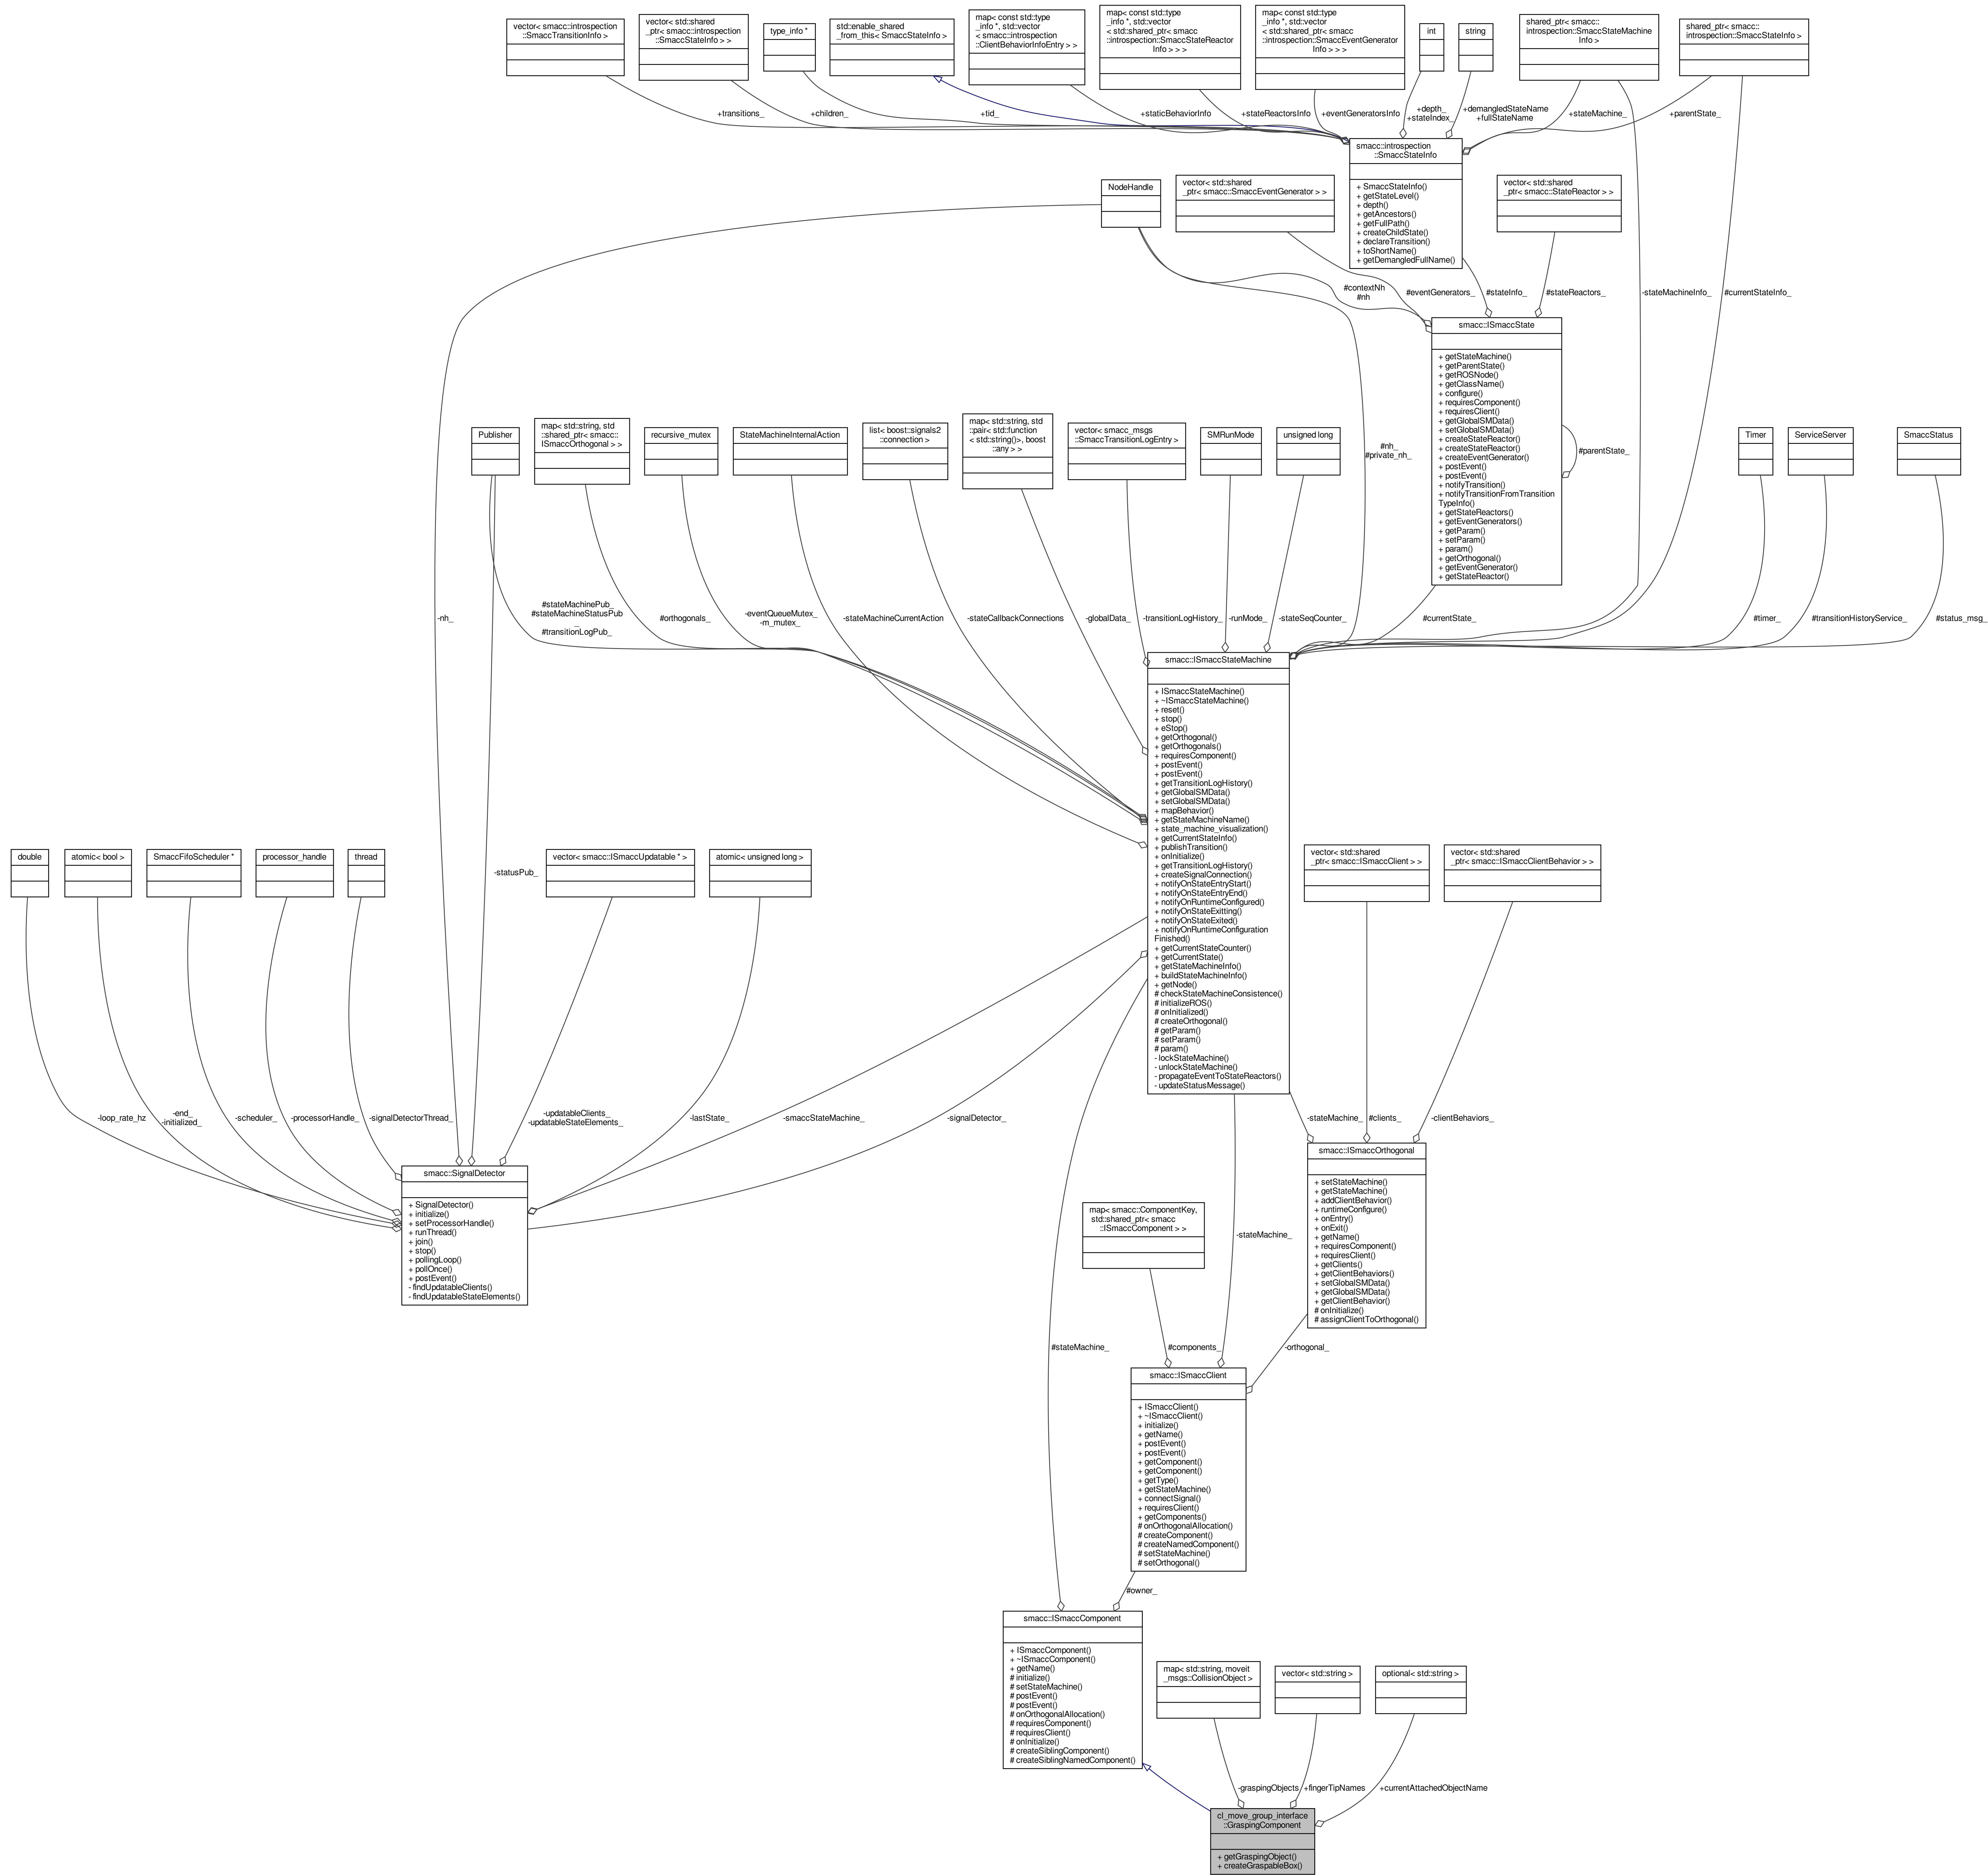 vector< smacc::introspection
::SmaccTransitionInfo >
vector< std::shared
_ptr< smacc::introspection
::SmaccStateInfo > >
type_info *
std::enable_shared
_from_this< SmaccStateInfo >
map< const std::type
_info *, std::vector
< smacc::introspection
::ClientBehaviorInfoEntry > >
map< const std::type
_info *, std::vector
< std::shared_ptr< smacc
::introspection::SmaccStateReactor
Info > > >
map< const std::type
_info *, std::vector
< std::shared_ptr< smacc
::introspection::SmaccEventGenerator
Info > > >
int
string
shared_ptr< smacc::
introspection::SmaccStateMachine
Info >
shared_ptr< smacc::
introspection::SmaccStateInfo >
+transitions_
+children_
+tid_
+staticBehaviorInfo
+stateReactorsInfo
+eventGeneratorsInfo
+depth_
+stateIndex_
+demangledStateName
+fullStateName
+stateMachine_
+parentState_
smacc::introspection
::SmaccStateInfo
+ SmaccStateInfo()
+ getStateLevel()
+ depth()
+ getAncestors()
+ getFullPath()
+ createChildState()
+ declareTransition()
+ toShortName()
+ getDemangledFullName()
NodeHandle
vector< std::shared
_ptr< smacc::SmaccEventGenerator > >
vector< std::shared
_ptr< smacc::StateReactor > >
#contextNh
#nh
#eventGenerators_
#stateInfo_
#stateReactors_
-stateMachineInfo_
#currentStateInfo_
smacc::ISmaccState
+ getStateMachine()
+ getParentState()
+ getROSNode()
+ getClassName()
+ configure()
+ requiresComponent()
+ requiresClient()
+ getGlobalSMData()
+ setGlobalSMData()
+ createStateReactor()
+ createStateReactor()
+ createEventGenerator()
+ postEvent()
+ postEvent()
+ notifyTransition()
+ notifyTransitionFromTransition
TypeInfo()
+ getStateReactors()
+ getEventGenerators()
+ getParam()
+ setParam()
+ param()
+ getOrthogonal()
+ getEventGenerator()
+ getStateReactor()
#parentState_
Publisher
map< std::string, std
::shared_ptr< smacc::
ISmaccOrthogonal > >
recursive_mutex
StateMachineInternalAction
list< boost::signals2
::connection >
map< std::string, std
::pair< std::function
< std::string()>, boost
::any > >
vector< smacc_msgs
::SmaccTransitionLogEntry >
SMRunMode
unsigned long
#nh_
#private_nh_
Timer
ServiceServer
SmaccStatus
-nh_
#stateMachinePub_
#stateMachineStatusPub
_
#transitionLogPub_
#orthogonals_
-eventQueueMutex_
-m_mutex_
-stateMachineCurrentAction
-stateCallbackConnections
-globalData_
-transitionLogHistory_
-runMode_
-stateSeqCounter_
#currentState_
#timer_
#transitionHistoryService_
#status_msg_
smacc::ISmaccStateMachine
+ ISmaccStateMachine()
+ ~ISmaccStateMachine()
+ reset()
+ stop()
+ eStop()
+ getOrthogonal()
+ getOrthogonals()
+ requiresComponent()
+ postEvent()
+ postEvent()
+ getTransitionLogHistory()
+ getGlobalSMData()
+ setGlobalSMData()
+ mapBehavior()
+ getStateMachineName()
+ state_machine_visualization()
+ getCurrentStateInfo()
+ publishTransition()
+ onInitialize()
+ getTransitionLogHistory()
+ createSignalConnection()
+ notifyOnStateEntryStart()
+ notifyOnStateEntryEnd()
+ notifyOnRuntimeConfigured()
+ notifyOnStateExitting()
+ notifyOnStateExited()
+ notifyOnRuntimeConfiguration
Finished()
+ getCurrentStateCounter()
+ getCurrentState()
+ getStateMachineInfo()
+ buildStateMachineInfo()
+ getNode()
# checkStateMachineConsistence()
# initializeROS()
# onInitialized()
# createOrthogonal()
# getParam()
# setParam()
# param()
- lockStateMachine()
- unlockStateMachine()
- propagateEventToStateReactors()
- updateStatusMessage()
double
atomic< bool >
SmaccFifoScheduler *
processor_handle
thread
-statusPub_
vector< smacc::ISmaccUpdatable * >
atomic< unsigned long >
vector< std::shared
_ptr< smacc::ISmaccClient > >
vector< std::shared
_ptr< smacc::ISmaccClientBehavior > >
-loop_rate_hz
-end_
-initialized_
-scheduler_
-processorHandle_
-signalDetectorThread_
-updatableClients_
-updatableStateElements_
-lastState_
-smaccStateMachine_
-signalDetector_
-stateMachine_
#clients_
-clientBehaviors_
smacc::SignalDetector
+ SignalDetector()
+ initialize()
+ setProcessorHandle()
+ runThread()
+ join()
+ stop()
+ pollingLoop()
+ pollOnce()
+ postEvent()
- findUpdatableClients()
- findUpdatableStateElements()
smacc::ISmaccOrthogonal
+ setStateMachine()
+ getStateMachine()
+ addClientBehavior()
+ runtimeConfigure()
+ onEntry()
+ onExit()
+ getName()
+ requiresComponent()
+ requiresClient()
+ getClients()
+ getClientBehaviors()
+ setGlobalSMData()
+ getGlobalSMData()
+ getClientBehavior()
# onInitialize()
# assignClientToOrthogonal()
map< smacc::ComponentKey,
std::shared_ptr< smacc
::ISmaccComponent > >
-stateMachine_
#stateMachine_
#components_
-orthogonal_
smacc::ISmaccClient
+ ISmaccClient()
+ ~ISmaccClient()
+ initialize()
+ getName()
+ postEvent()
+ postEvent()
+ getComponent()
+ getComponent()
+ getType()
+ getStateMachine()
+ connectSignal()
+ requiresClient()
+ getComponents()
# onOrthogonalAllocation()
# createComponent()
# createNamedComponent()
# setStateMachine()
# setOrthogonal()
#owner_
smacc::ISmaccComponent
+ ISmaccComponent()
+ ~ISmaccComponent()
+ getName()
# initialize()
# setStateMachine()
# postEvent()
# postEvent()
# onOrthogonalAllocation()
# requiresComponent()
# requiresClient()
# onInitialize()
# createSiblingComponent()
# createSiblingNamedComponent()
map< std::string, moveit
_msgs::CollisionObject >
vector< std::string >
optional< std::string >
-graspingObjects
+fingerTipNames
+currentAttachedObjectName
cl_move_group_interface
::GraspingComponent
+ getGraspingObject()
+ createGraspableBox()